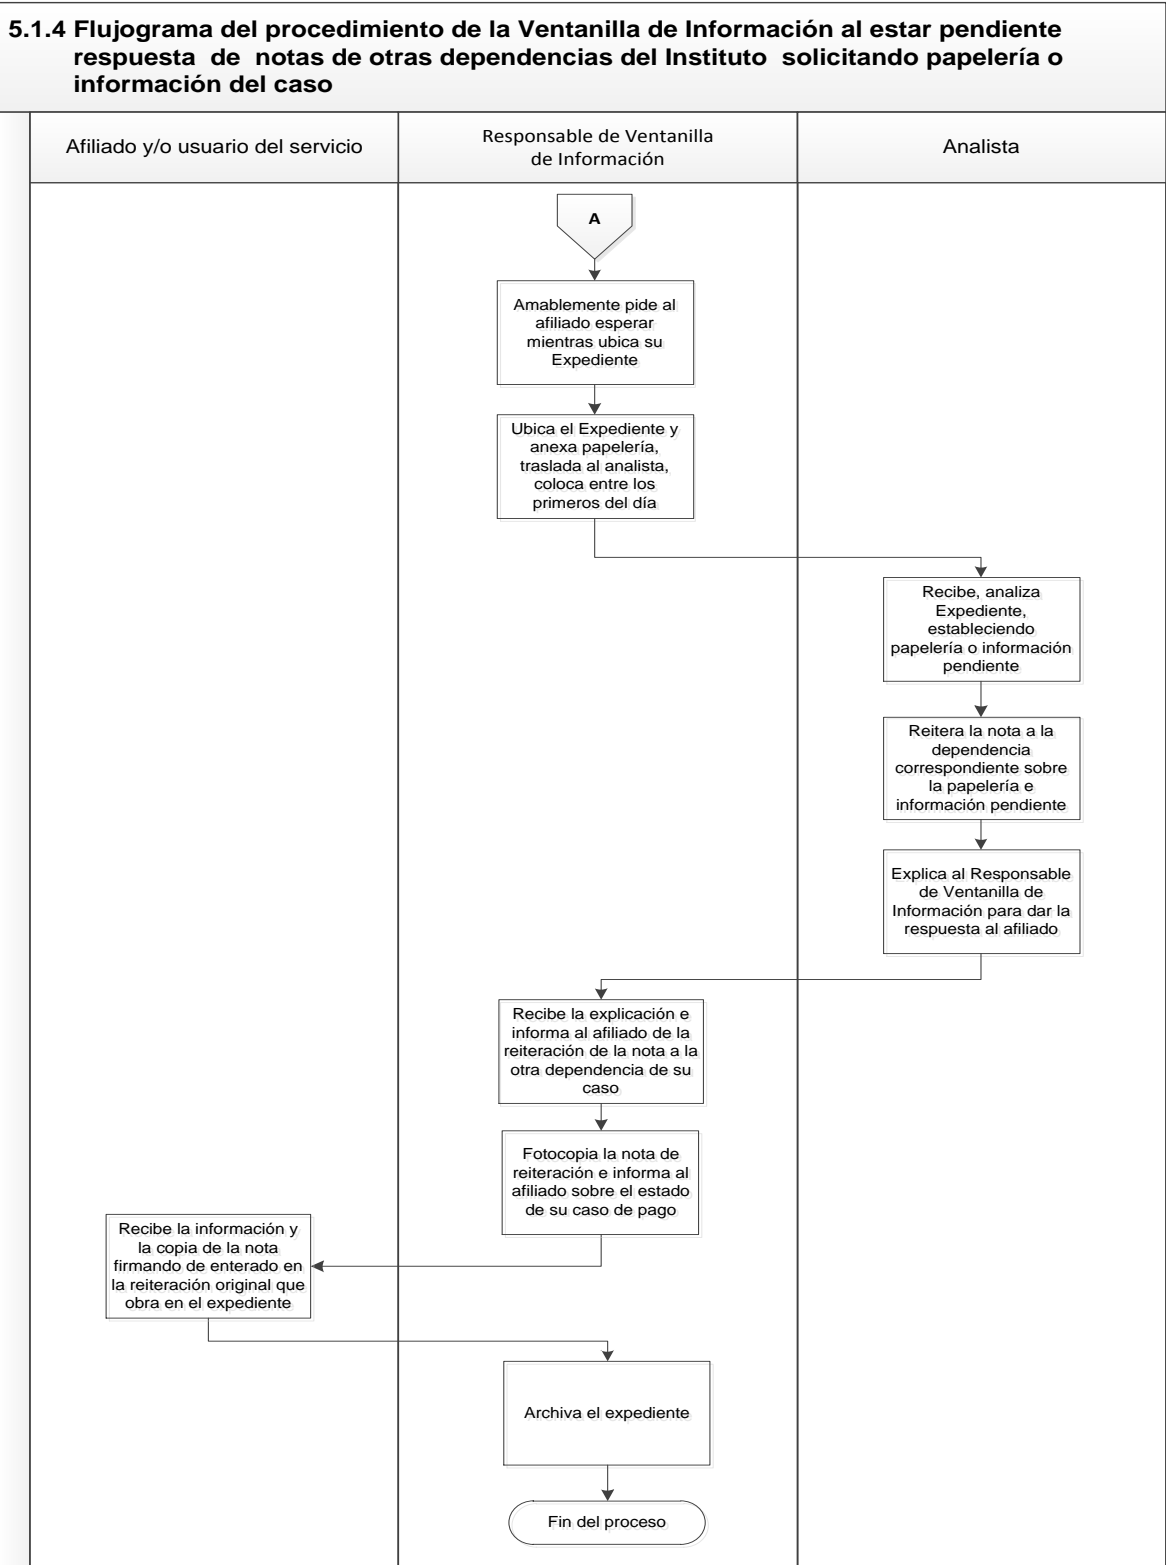 5.1.4 Flujograma del procedimiento de la Ventanilla de Información al estar pendiente
respuesta de notas de otras dependencias del Instituto solicitando papelería o
información del caso
Afiliado y/o usuario del servicio
Responsable de Ventanilla
de Información
Analista
A
Amablemente pide al
afiliado esperar
mientras ubica su
Expediente
Ubica el Expediente y
anexa papelería,
traslada al analista,
coloca entre los
primeros del día
Recibe, analiza
Expediente,
estableciendo
papelería o información
pendiente
Reitera la nota a la
dependencia
correspondiente sobre
la papelería e
información pendiente
Explica al Responsable
de Ventanilla de
Información para dar la
respuesta al afiliado
Recibe la explicación e
informa al afiliado de la
reiteración de la nota a la
otra dependencia de su
caso
Fotocopia la nota de
reiteración e informa al
afiliado sobre el estado
de su caso de pago
Recibe la información y
la copia de la nota
firmando de enterado en
la reiteración original que
obra en el expediente
Archiva el expediente
Fin del proceso